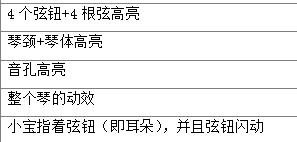 4 个弦钮+4 根弦高亮
琴颈+琴体高亮
音孔高亮
整个琴的动效
小宝指着弦钮（即耳朵），并且弦钮闪动